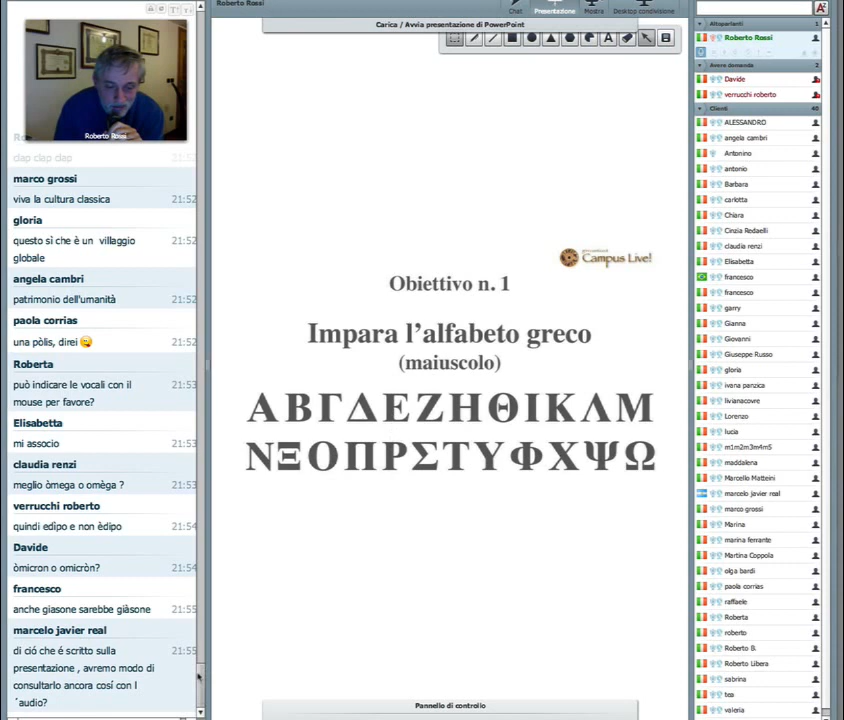 Roberto Rossi
clap clap clap 21:52
marco grossi
viva la cultura classica 21:52
gloria
questo sì che è un villaggio 21:52
globale
angela cambri
patrimonio dell'umanità 21:52
paola corrias
una pòlis, direi 21:52
Roberta
può indicare le vocali con il 21:53
mouse per favore?
Elisabetta
mi associo 21:53
claudia renzi
meglio òmega o omèga ? 21:53
verrucchi roberto
quindi edìpo e non èdipo 21:54
Davide
òmicron o omicròn? 21:54
francesco
anche giasone sarebbe giàsone 21:55
marcelo javier real
di ció che é scritto sulla 21:55
presentazione , avremo modo di
consultarlo ancora cosí con l
´audio?
Roberto Rossi
Chat Presentazione Mostra Desktop condivisione
Carica / Avvia presentazione di PowerPoint
A
Campus Live!
Obiettivo n. 1
Impara l’alfabeto greco
(maiuscolo)
ΑΒΓΔΕΖΗΘΙΚΛΜ
ΝΞΟΠΡΣΤΥΦΧΨΩ
Pannello di controllo
Altoparlanti 1
Roberto Rossi
Avere domanda 2
Davide
verrucchi roberto
Clienti 40
ALESSANDRO
angela cambri
Antonino
antonio
Barbara
carlotta
Chiara
Cinzia Redaelli
claudia renzi
Elisabetta
francesco
francesco
garry
Gianna
Giovanni
Giuseppe Russo
gloria
ivena panzica
livianacovre
Lorenzo
lucia
m1m2m3m4m5
maddalena
Marcello Matteini
marcelo javier real
marco grossi
Marina
marina ferrante
Martina Coppola
olga bardi
paola corrias
raffaele
Roberta
roberto
Roberto B.
Roberto Libera
sabrina
tea
valeria